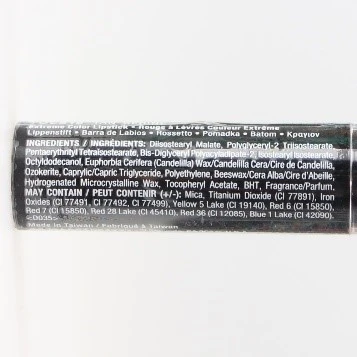 Extreme Color Lipstick • Rouge à Lèvres Couleur Extrême
Lippenstift • Barra de Labios • Rossetto • Pomadka • Batom • Κραγιον
INGREDIENTS / INGRÉDIENTS: Diisostearyl Malate, Polyglyceryl-2 Triisostearate,
Pentaerythrityl Tetraisostearate, Bis-Diglyceryl Polyacyladipate-2, Isostearyl Isostearate,
Octyldodecanol, Euphorbia Cerifera (Candelilla) Wax/Candelilla Cera/Cire de Candelilla,
Ozokerite, Caprylic/Capric Triglyceride, Polyethylene, Beeswax/Cera Alba/Cire d'Abeille,
Hydrogenated Microcrystalline Wax, Tocopheryl Acetate, BHT, Fragrance/Parfum.
MAY CONTAIN / PEUT CONTENIR (+/-): Mica, Titanium Dioxide (CI 77891), Iron
Oxides (CI 77491, CI 77492, CI 77499), Yellow 5 Lake (CI 19140), Red 6 (CI 15850),
Red 7 (CI 15850), Red 28 Lake (CI 45410), Red 36 (CI 12085), Blue 1 Lake (CI 42090).
Made in Taiwan / Fabriqué à Taiwan